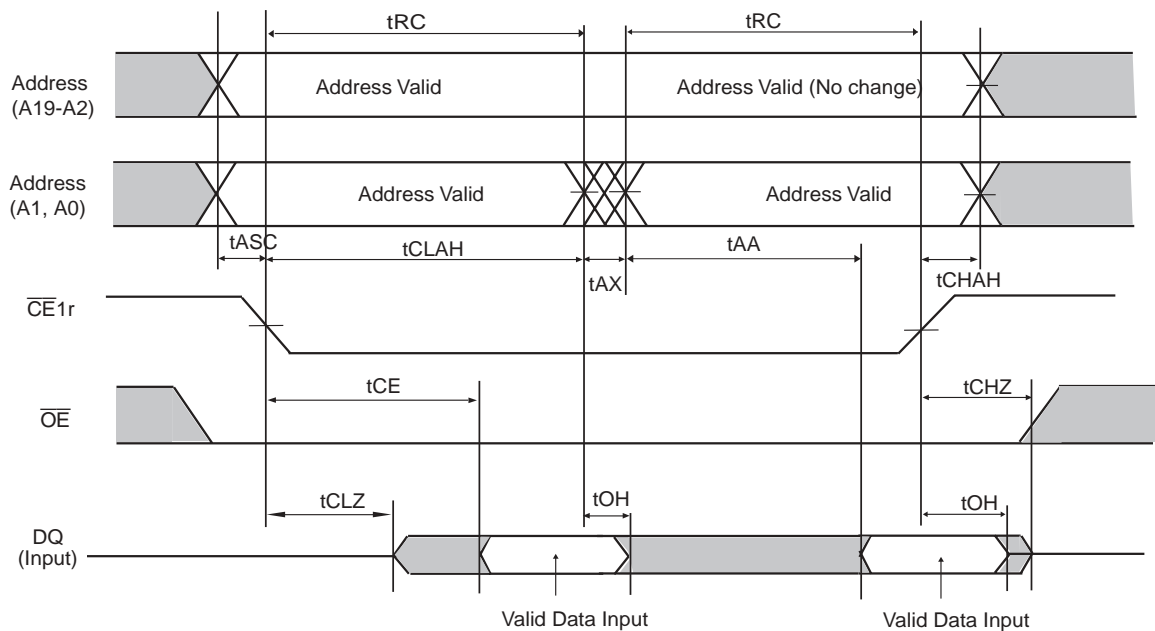 tRC tRC
Address
(A19-A2)
Address Valid Address Valid (No change)
Address
(A1, A0)
Address Valid Address Valid
tASC tCLAH tAX tAA tCHAH
CE1r
tCE tCHZ
OE
tCLZ tOH tOH
DQ
(Input)
Valid Data Input Valid Data Input